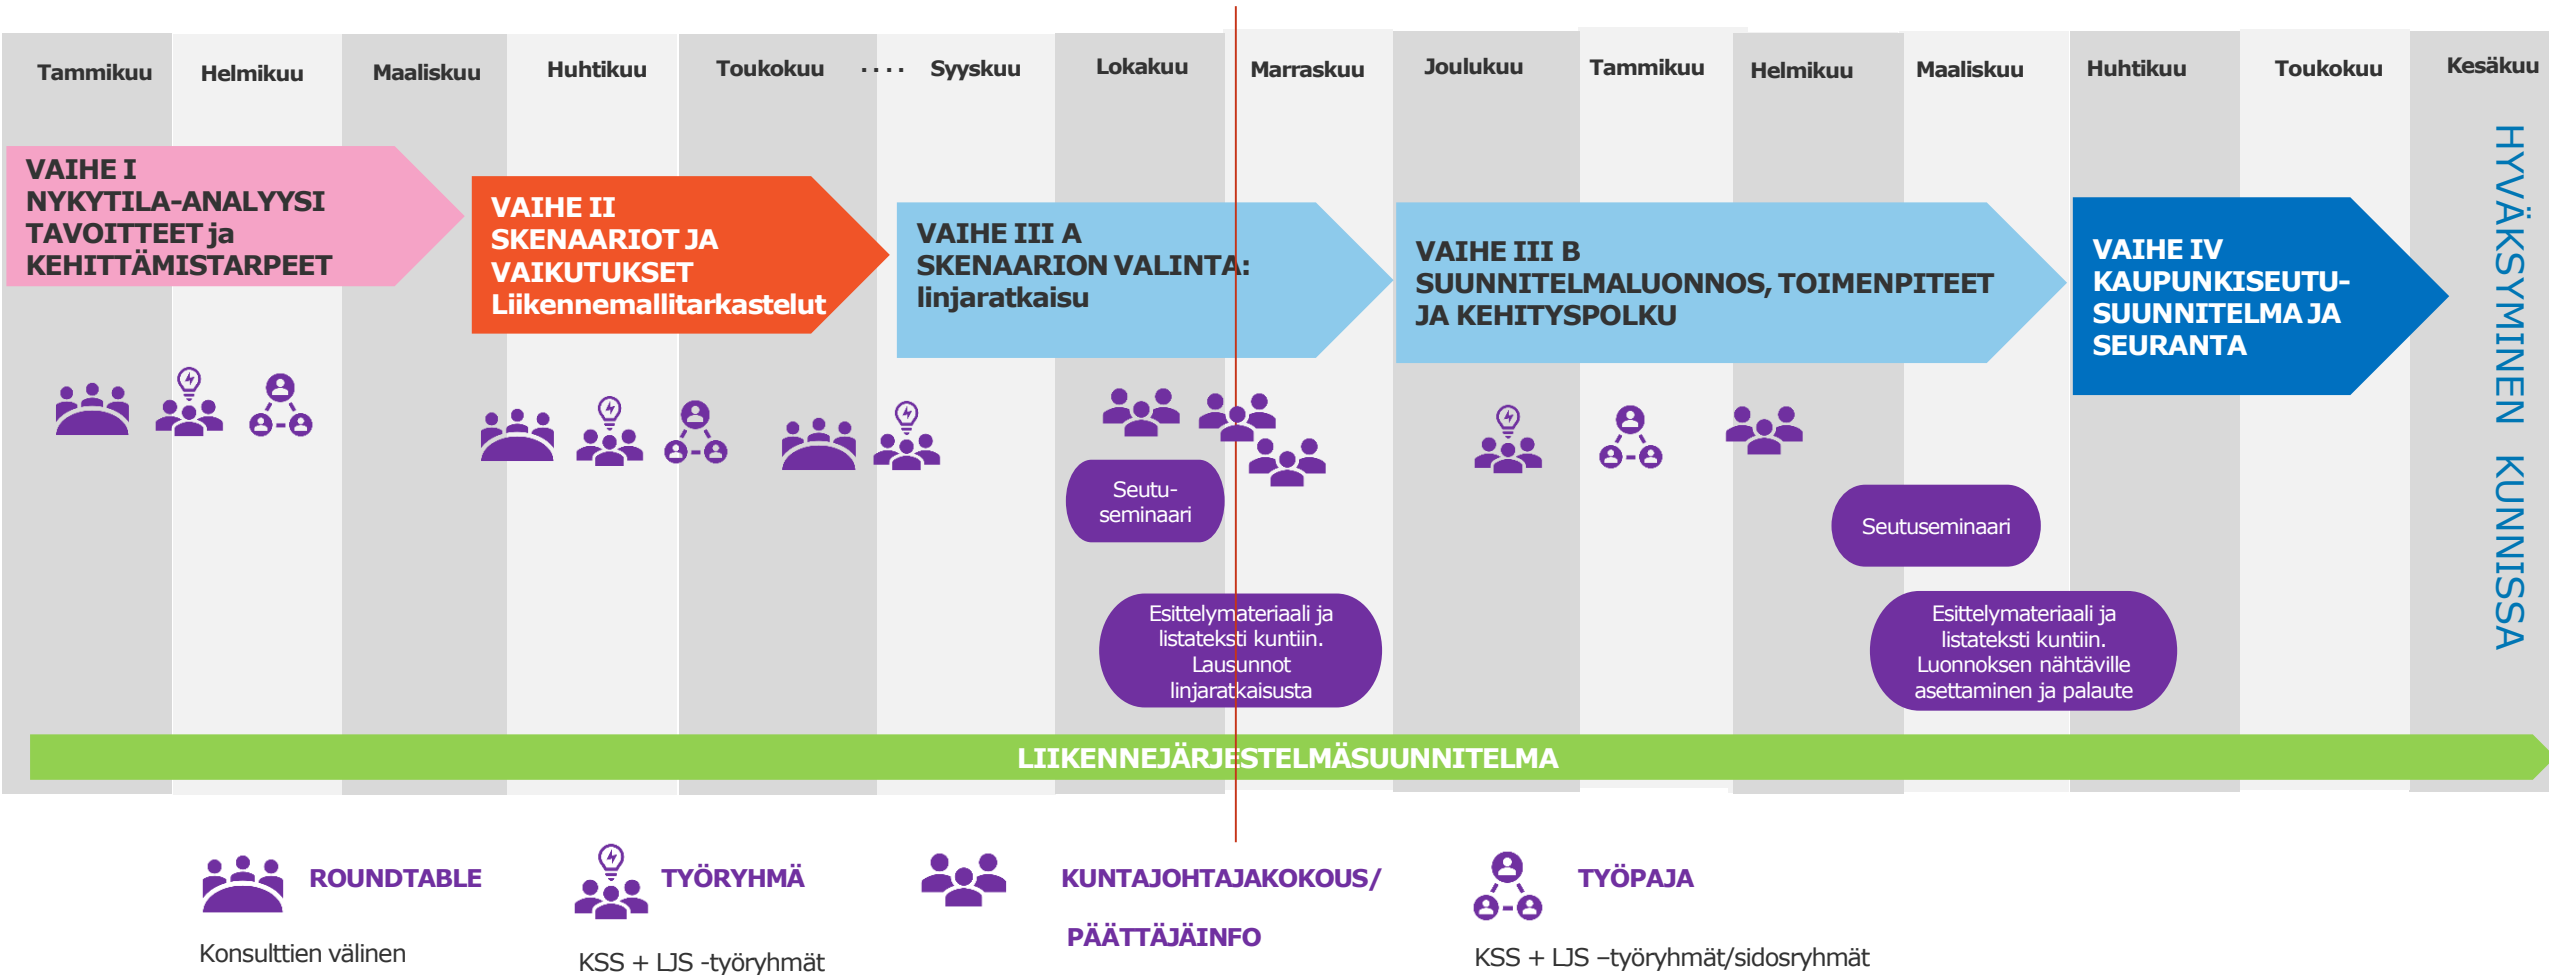 Tammikuu
Helmikuu
Maaliskuu
Huhtikuu
Toukokuu
....
Syyskuu
Lokakuu
Marraskuu
Joulukuu
Tammikuu
Helmikuu
Maaliskuu
Huhtikuu
Toukokuu
Kesäkuu
VAIHE I
NYKYTILA-ANALYYSI
TAVOITTEET ja
KEHITTÄMISTARPEET
VAIHE II
SKENAARIOT JA
VAIKUTUKSET
Liikennemallitarkastelut
VAIHE III A
SKENAARION VALINTA:
linjaratkaisu
VAIHE III B
SUUNNITELMALUONNOS, TOIMENPITEET
JA KEHITYSPOLKU
VAIHE IV
KAUPUNKISEUTU-
SUUNNITELMA JA
SEURANTA
HYVÄKSYMINEN KUNNISSA
Seutu-
seminaari
Seutuseminaari
Esittelymateriaali ja
listateksti kuntiin.
Lausunnot
linjaratkaisusta
Esittelymateriaali ja
listateksti kuntiin.
Luonnoksen nähtäville
asettaminen ja palaute
LIIKENNEJÄRJESTELMÄSUUNNITELMA
ROUNDTABLE
Konsulttien välinen
TYÖRYHMÄ
KSS + LJS -työryhmät
KUNTAJOHTAJAKOKOUS/
PÄÄTTÄJÄINFO
TYÖPAJA
KSS + LJS –työryhmät/sidosryhmät